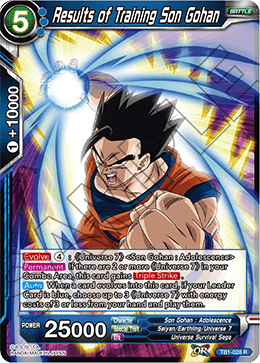 5
BATTLE
Results of Training Son Gohan
+10000
Evolve 4 : 《Universe 7》 <Son Gohan : Adolescence>
Permanent If there are 2 or more 《Universe 7》 in your
Combo Area, this card gains Triple Strike.
Auto When a card evolves into this card, if your Leader
Card is blue, choose up to 3 《Universe 7》 with energy
costs of 3 or less from your hand and play them.
POWER 25000
Character Son Gohan : Adolescence
Saiyan/Earthling/Universe 7
Universe Survival Saga
TB1-028 R